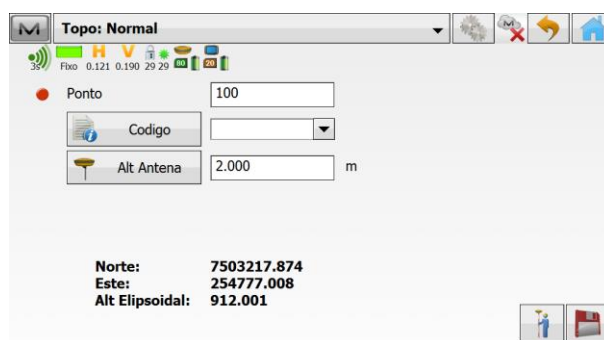 Topo: Normal
3s Fixo H 0.121 V 0.190 29 29 80 20
Ponto 100
Codigo
Alt Antena 2.000 m
Norte: 7503217.874
Este: 254777.008
Alt Elipsoidal: 912.001